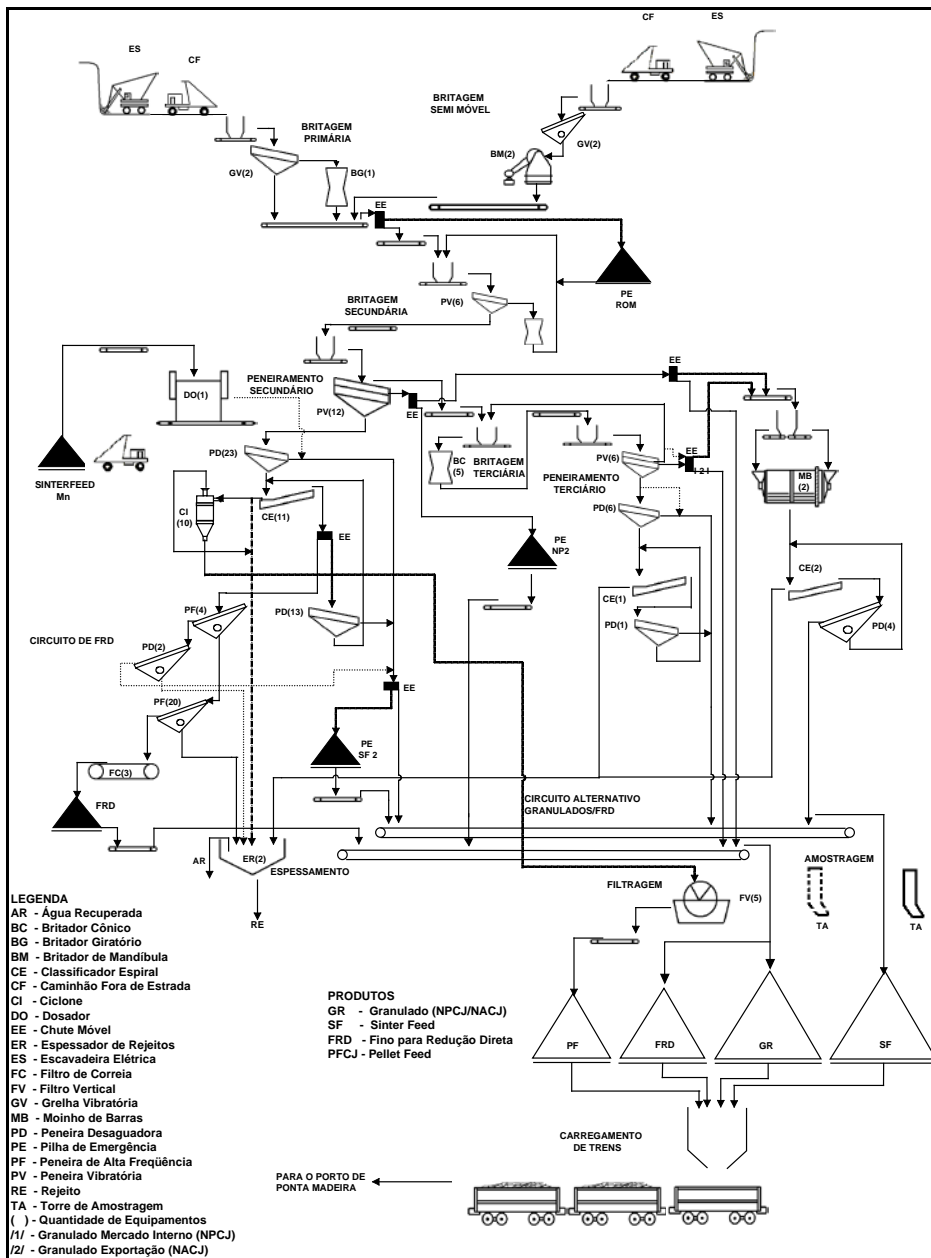 ES
CF
CF
ES
BRITAGEM
SEMI MÓVEL
BRITAGEM
PRIMÁRIA
GV(2)
BM(2)
GV(2)
BG(1)
EE
PE
ROM
BRITAGEM
SECUNDÁRIA
PV(6)
EE
PENEIRAMENTO
SECUNDÁRIO
DO(1)
PV(12)
EE
PD(23)
BC
(5)
BRITAGEM
TERCIÁRIA
PV(6)
EE
/ 2 /
PENEIRAMENTO
TERCIÁRIO
MB
(2)
SINTERFEED
Mn
CI
(10)
CE(11)
EE
PD(6)
PE
NP2
CE(2)
CE(1)
PF(4)
PD(13)
PD(1)
PD(4)
CIRCUITO DE FRD
PD(2)
EE
PF(20)
PE
SF 2
FC(3)
FRD
CIRCUITO ALTERNATIVO
GRANULADOS/FRD
AR
ER(2)
ESPESSAMENTO
RE
FILTRAGEM
FV(5)
AMOSTRAGEM
TA
TA
LEGENDA
AR - Água Recuperada
BC - Britador Cônico
BG - Britador Giratório
BM - Britador de Mandíbula
CE - Classificador Espiral
CF - Caminhão Fora de Estrada
CI - Ciclone
DO - Dosador
EE - Chute Móvel
ER - Espessador de Rejeitos
ES - Escavadeira Elétrica
FC - Filtro de Correia
FV - Filtro Vertical
GV - Grelha Vibratória
MB - Moinho de Barras
PD - Peneira Desaguadora
PE - Pilha de Emergência
PF - Peneira de Alta Freqüência
PV - Peneira Vibratória
RE - Rejeito
TA - Torre de Amostragem
( ) - Quantidade de Equipamentos
/1/ - Granulado Mercado Interno (NPCJ)
/2/ - Granulado Exportação (NACJ)
PRODUTOS
GR - Granulado (NPCJ/NACJ)
SF - Sinter Feed
FRD - Fino para Redução Direta
PFCJ - Pellet Feed
PF
FRD
GR
SF
CARREGAMENTO
DE TRENS
PARA O PORTO DE
PONTA MADEIRA